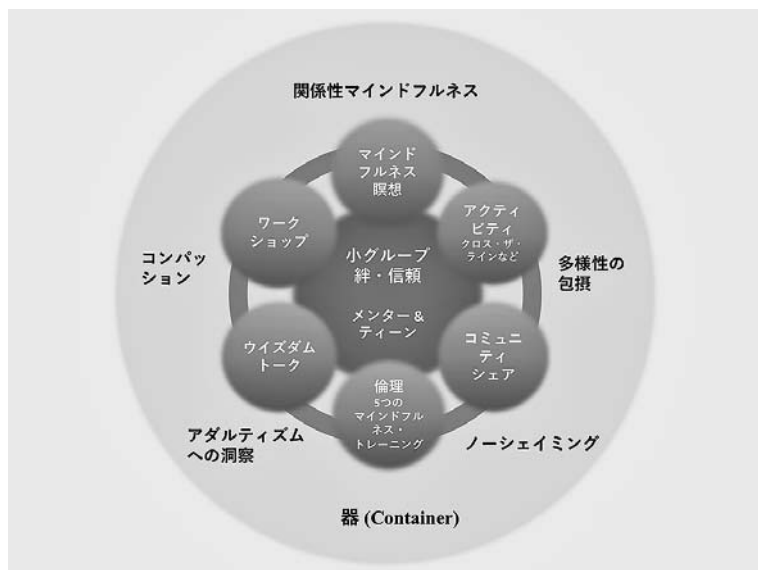 関係性マインドフルネス
マインド
フルネス
瞑想
ワーク
ショップ
アクティ
ビティ
クロス・ザ・
ラインなど
小グループ
絆・信頼
メンター＆
ティーン
コンパッ
ション
多様性の
包摂
ウイズダム
トーク
コミュニ
ティ
シェア
倫理
5つの
マインドフル
ネス・
トレーニング
アダルティズム
への洞察
ノーシェイミング
器 (Container)